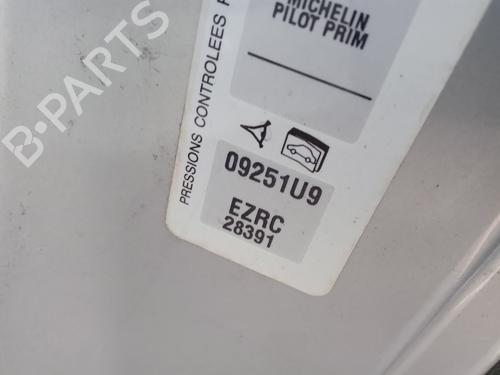 MICHELIN
PILOT PRIM
PRESSIONS CONTROLEES
09251U9
EZRC
28391
B-PARTS